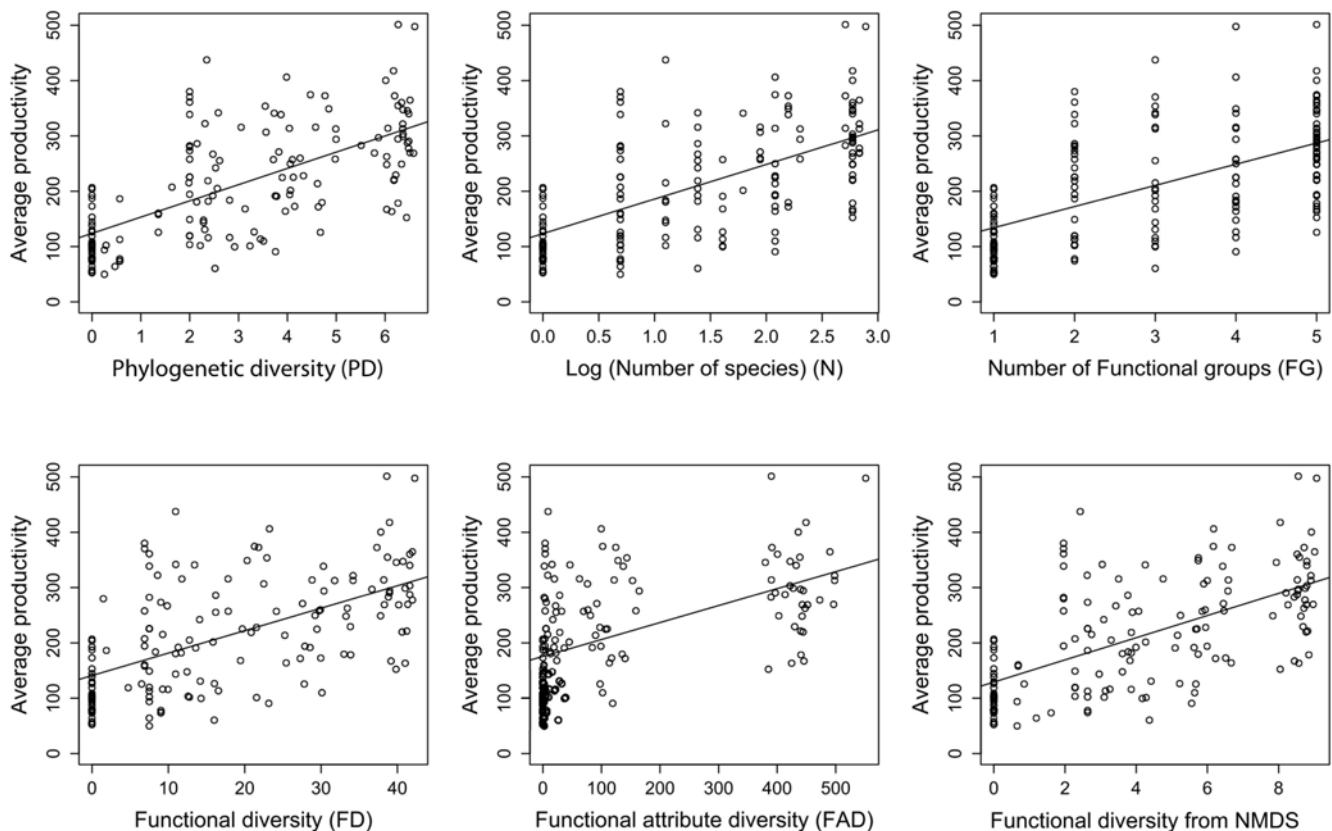 Average productivity
0 100 200 300 400 500
0 1 2 3 4 5 6
Phylogenetic diversity (PD)
Average productivity
0 100 200 300 400 500
0.0 0.5 1.0 1.5 2.0 2.5 3.0
Log (Number of species) (N)
Average productivity
0 100 200 300 400 500
1 2 3 4 5
Number of Functional groups (FG)
Average productivity
0 100 200 300 400 500
0 10 20 30 40
Functional diversity (FD)
Average productivity
0 100 200 300 400 500
0 100 200 300 400 500
Functional attribute diversity (FAD)
Average productivity
0 100 200 300 400 500
0 2 4 6 8
Functional diversity from NMDS